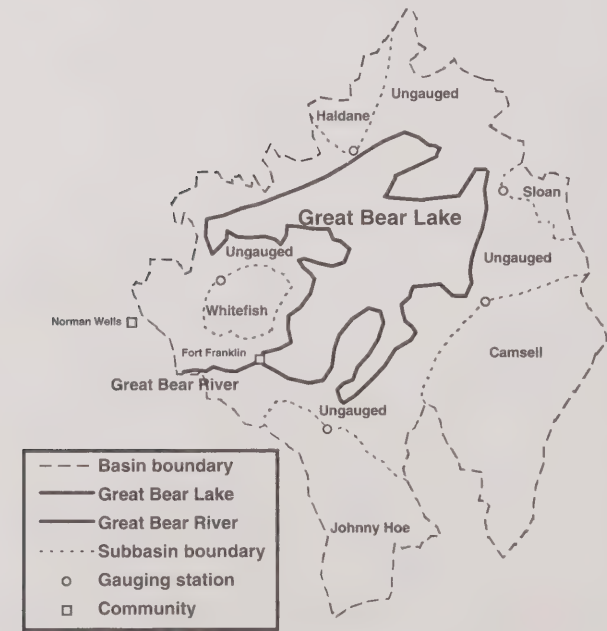 Ungauged
Haldane
Sloan
Great Bear Lake
Ungauged
Ungauged
Whitefish
Norman Wells
Fort Franklin
Camsell
Great Bear River
Ungauged
Johnny Hoe
Basin boundary
Great Bear Lake
Great Bear River
Subbasin boundary
Gauging station
Community